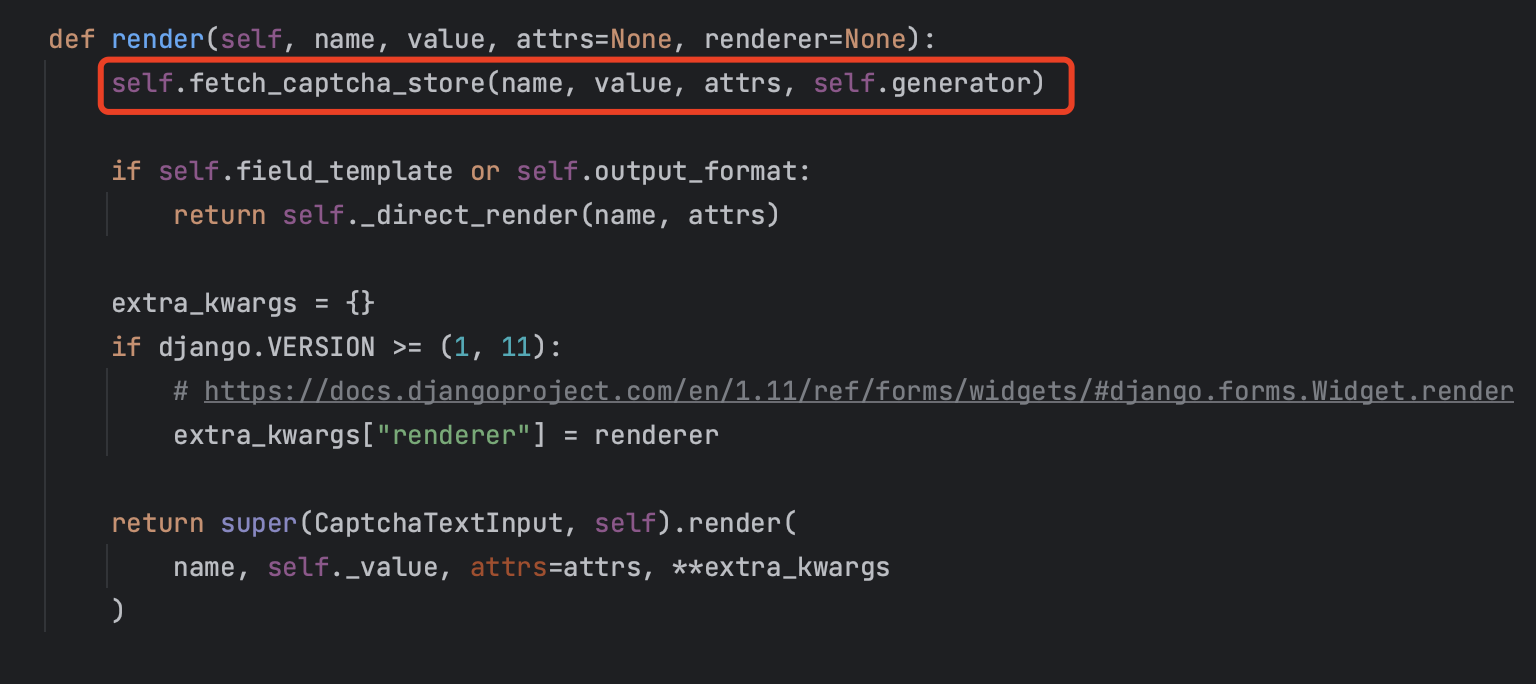 def render(self, name, value, attrs=None, renderer=None):
    self.fetch_captcha_store(name, value, attrs, self.generator)
    if self.field_template or self.output_format:
        return self._direct_render(name, attrs)
    extra_kwargs = {}
    if django.VERSION >= (1, 11):
        # https://docs.djangoproject.com/en/1.11/ref/forms/widgets/#django.forms.Widget.render
        extra_kwargs["renderer"] = renderer
    return super(CaptchaTextInput, self).render(
        name, self._value, attrs=attrs, **extra_kwargs
    )